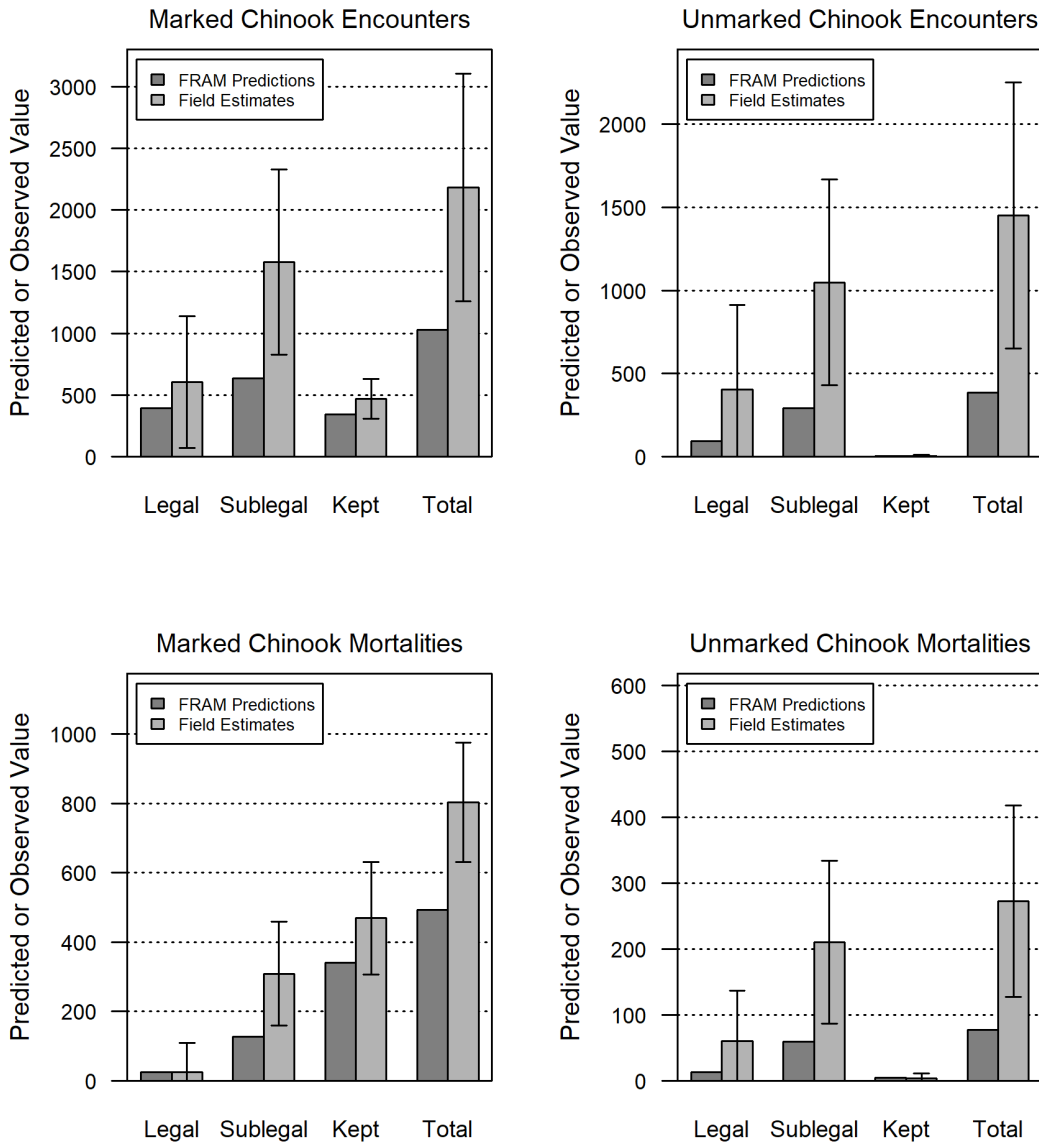 Marked Chinook Encounters
Predicted or Observed Value
3000
2500
2000
1500
1000
500
0
FRAM Predictions
Field Estimates
Legal Sublegal Kept Total
Unmarked Chinook Encounters
Predicted or Observed Value
2000
1500
1000
500
0
FRAM Predictions
Field Estimates
Legal Sublegal Kept Total
Marked Chinook Mortalities
Predicted or Observed Value
1000
800
600
400
200
0
FRAM Predictions
Field Estimates
Legal Sublegal Kept Total
Unmarked Chinook Mortalities
Predicted or Observed Value
600
500
400
300
200
100
0
FRAM Predictions
Field Estimates
Legal Sublegal Kept Total